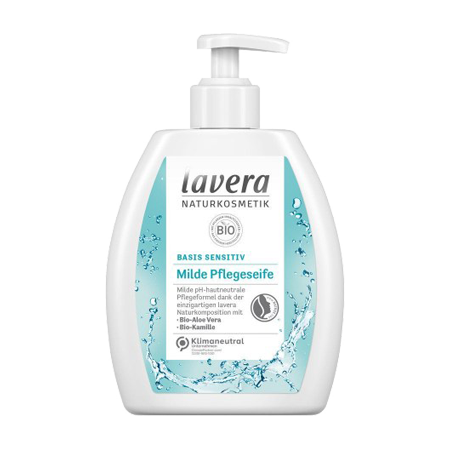 lavera
NATURKOSMETIK
BIO
BASIS SENSITIV
Milde Pflegeseife
Milde pH-hautneutrale
Pflegeformel dank der
einzigartigen lavera
Naturkomposition mit
• Bio-Aloe Vera
• Bio-Kamille
Klimaneutral